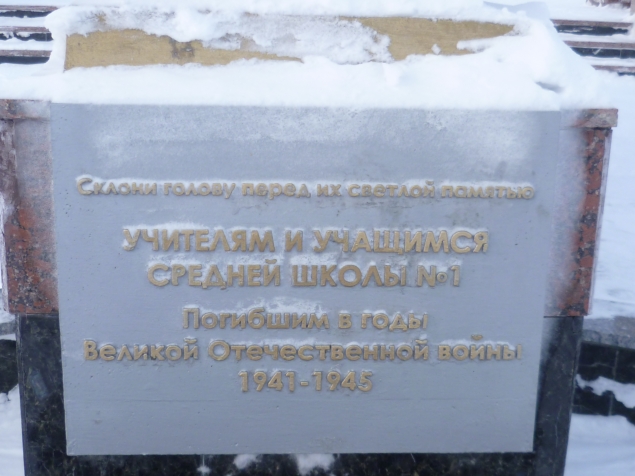 Склони голову перед их светлой памятью
УЧИТЕЛЯМ И УЧАЩИМСЯ
СРЕДНЕЙ ШКОЛЫ №1
Погибшим в годы
Великой Отечественной войны
1941-1945